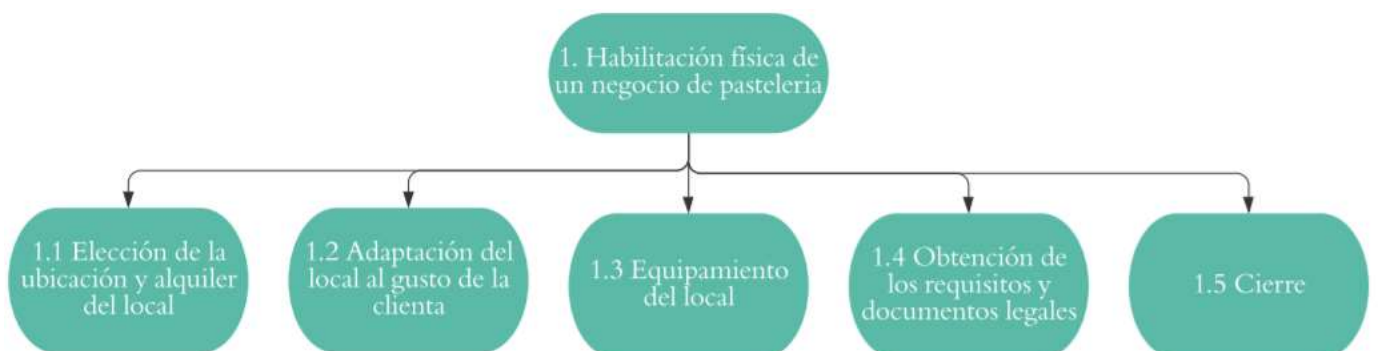 1. Habilitación física de
un negocio de pasteleria
1.1 Elección de la
ubicación y alquiler
del local
1.2 Adaptación del
local al gusto de la
clienta
1.3 Equipamiento
del local
1.4 Obtención de
los requisitos y
documentos legales
1.5 Cierre